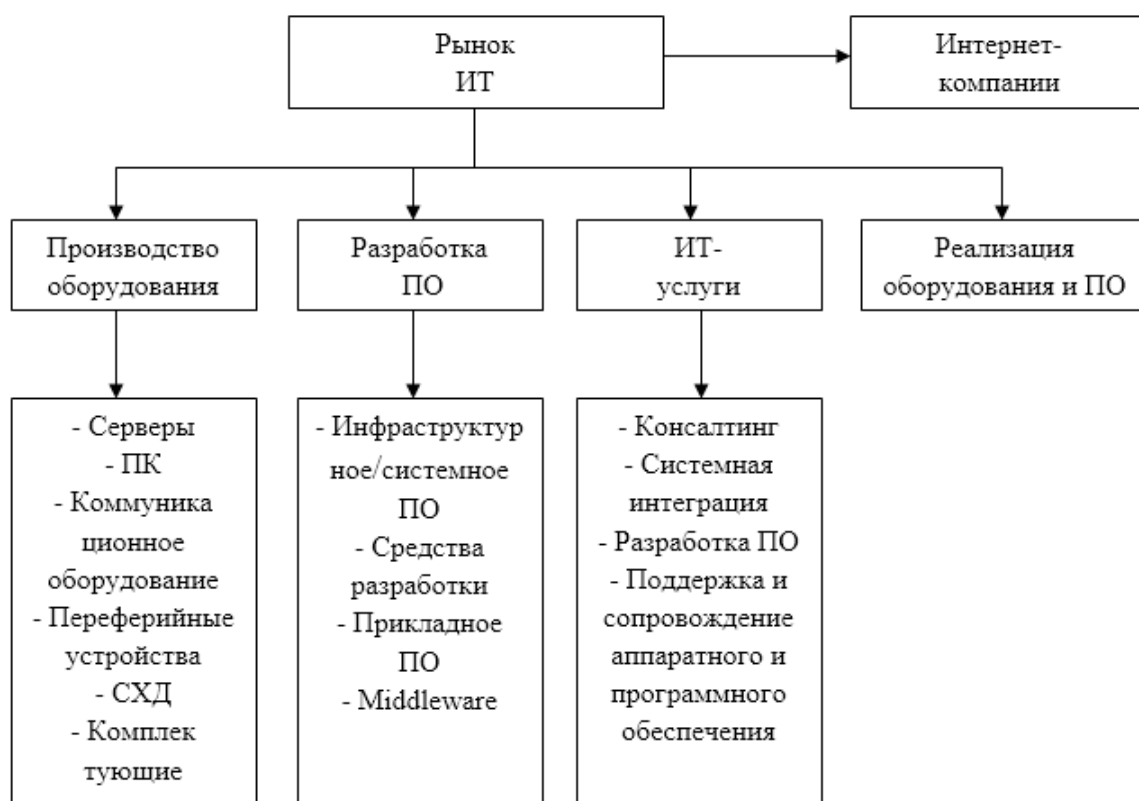 Рынок
ИТ
Интернет-
компании
Производство
оборудования
Разработка
ПО
ИТ-
услуги
Реализация
оборудования и ПО
- Серверы
- ПК
- Коммуника
ционное
оборудование
- Переферийные
устройства
- СХД
- Комплек
тующие
- Инфраструктур
ное/системное
ПО
- Средства
разработки
- Прикладное
ПО
- Middleware
- Консалтинг
- Системная
интеграция
- Разработка ПО
- Поддержка и
сопровождение
аппаратного и
программного
обеспечения